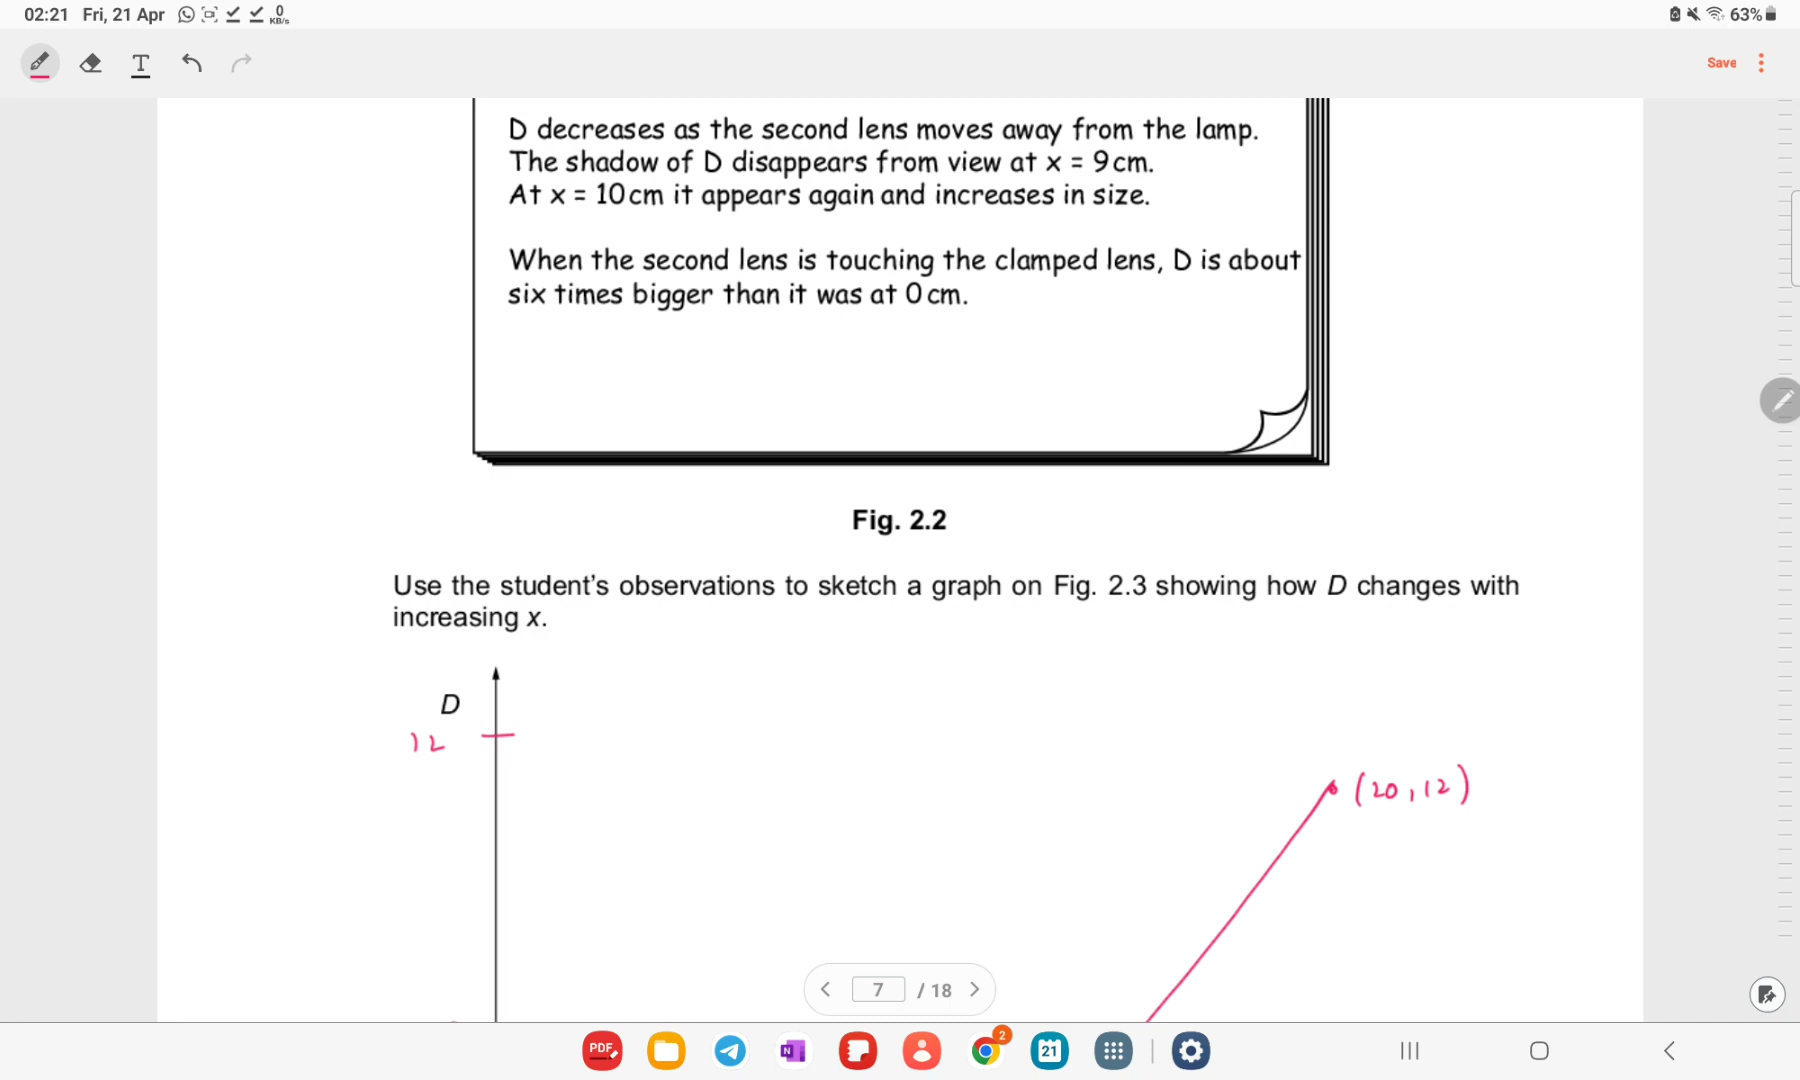 02:21 Fri, 21 Apr 0 KB/s 63%
T Save
D decreases as the second lens moves away from the lamp.
The shadow of D disappears from view at x = 9 cm.
At x = 10 cm it appears again and increases in size.
When the second lens is touching the clamped lens, D is about
six times bigger than it was at 0 cm.
Fig. 2.2
Use the student's observations to sketch a graph on Fig. 2.3 showing how D changes with
increasing x.
D
12
(20, 12)
7 / 18
PDF N 2 21